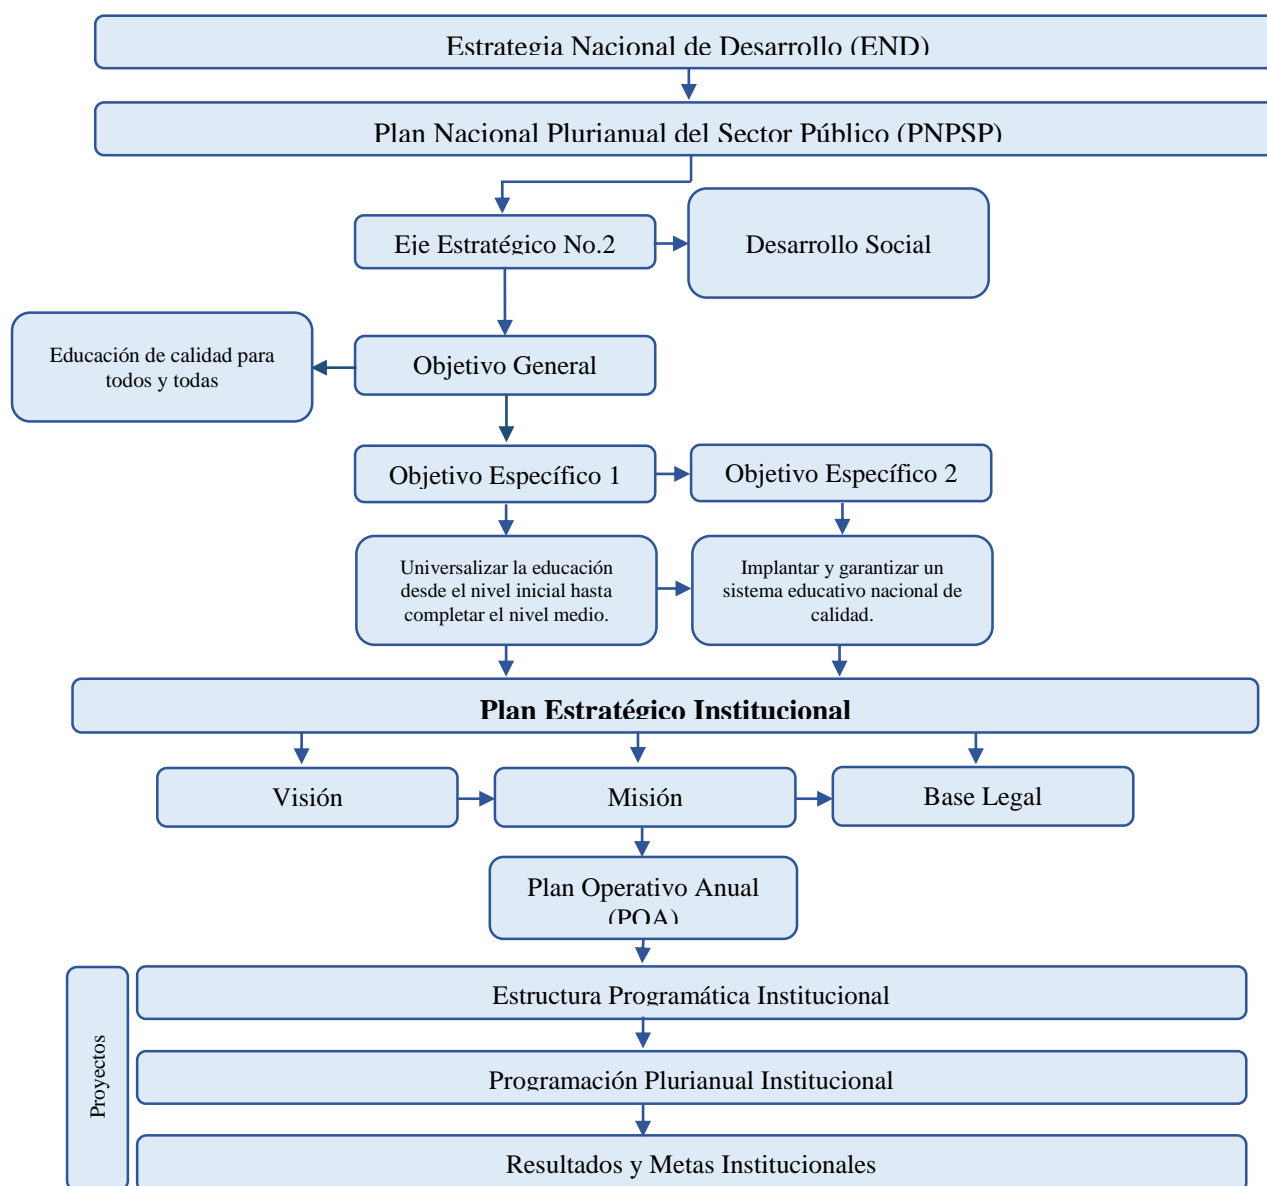 Estrategia Nacional de Desarrollo (END)
Plan Nacional Plurianual del Sector Público (PNPSP)
Eje Estratégico No.2
Desarrollo Social
Educación de calidad para
todos y todas
Objetivo General
Objetivo Específico 1
Objetivo Específico 2
Universalizar la educación
desde el nivel inicial hasta
completar el nivel medio.
Implantar y garantizar un
sistema educativo nacional de
calidad.
Plan Estratégico Institucional
Visión
Misión
Base Legal
Plan Operativo Anual
(POA)
Proyectos
Estructura Programática Institucional
Programación Plurianual Institucional
Resultados y Metas Institucionales